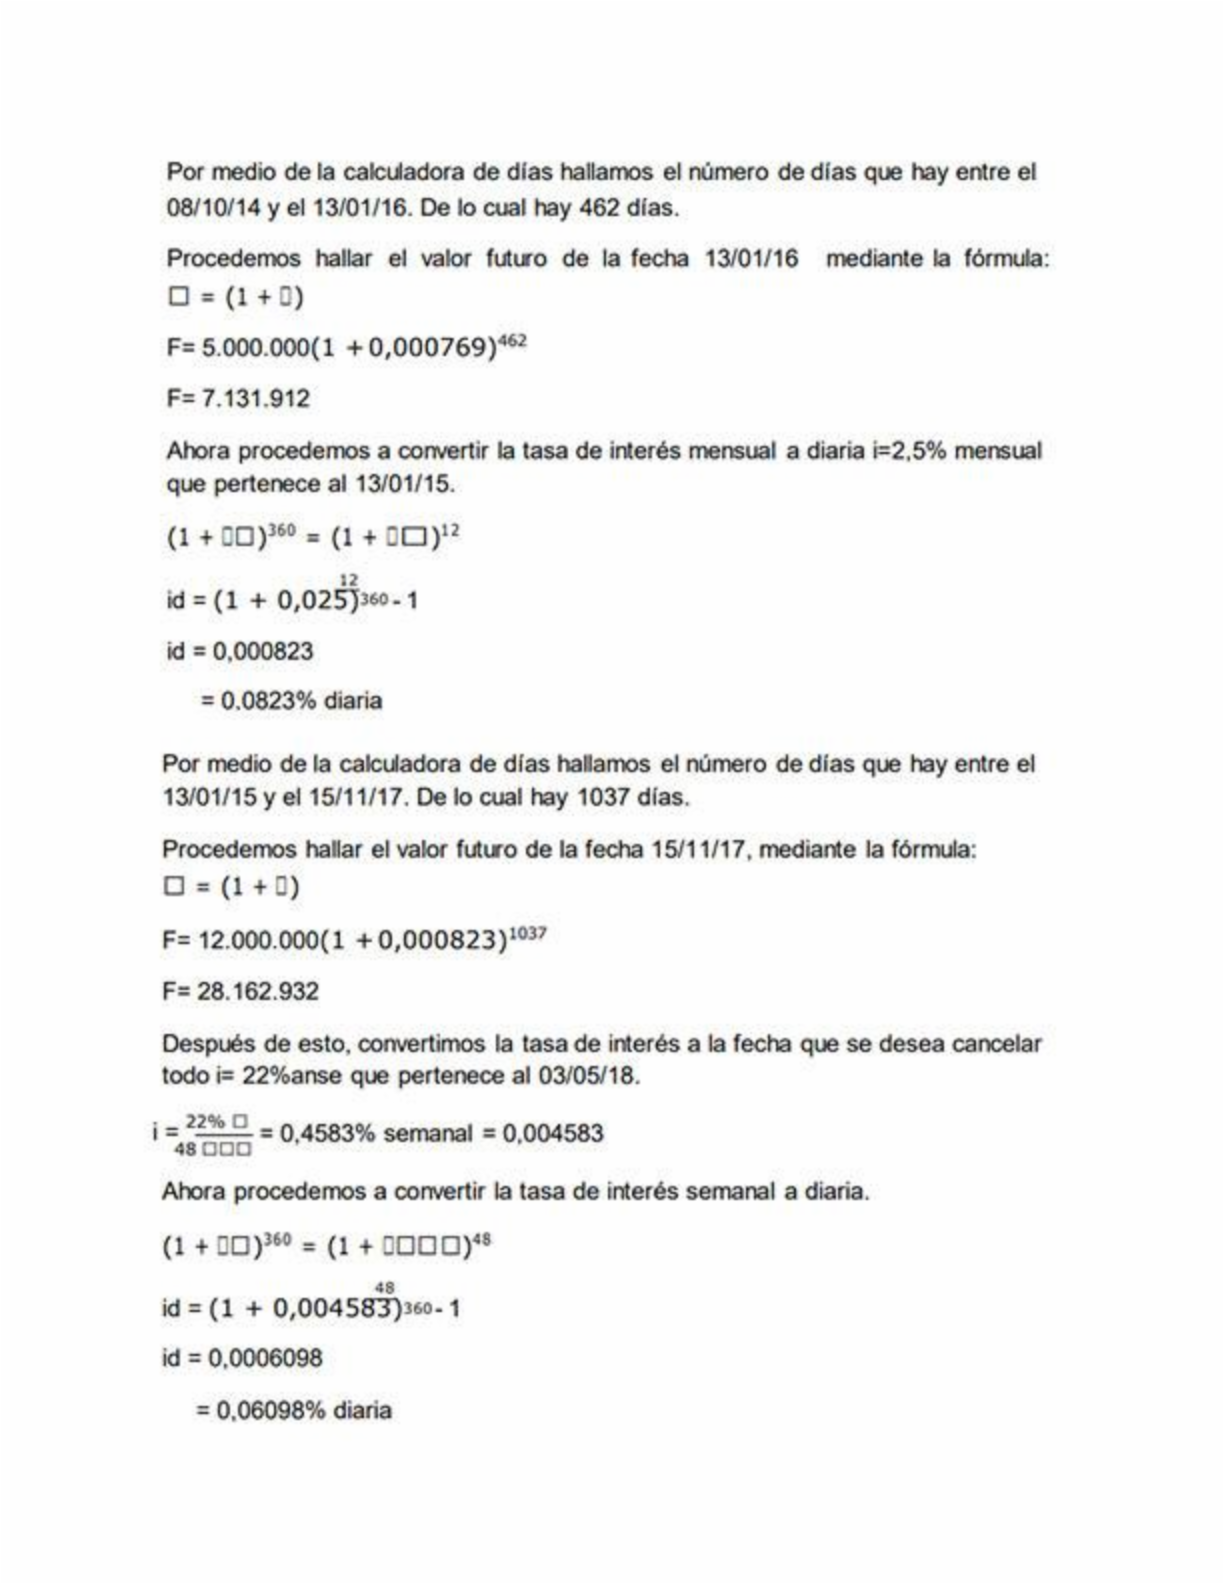 Por medio de la calculadora de días hallamos el número de días que hay entre el
08/10/14 y el 13/01/16. De lo cual hay 462 días.
Procedemos hallar el valor futuro de la fecha 13/01/16 mediante la fórmula:
□ = (1 + ▯)
F= 5.000.000(1 + 0,000769)⁴⁶²
F= 7.131.912
Ahora procedemos a convertir la tasa de interés mensual a diaria i=2,5% mensual
que pertenece al 13/01/15.
(1 + ▯□)³⁶⁰ = (1 + ▯□)¹²
id = (1 + 0,025)^(12/360) - 1
id = 0,000823
= 0.0823% diaria
Por medio de la calculadora de días hallamos el número de días que hay entre el
13/01/15 y el 15/11/17. De lo cual hay 1037 días.
Procedemos hallar el valor futuro de la fecha 15/11/17, mediante la fórmula:
□ = (1 + ▯)
F= 12.000.000(1 + 0,000823)¹⁰³⁷
F= 28.162.932
Después de esto, convertimos la tasa de interés a la fecha que se desea cancelar
todo i= 22%anse que pertenece al 03/05/18.
i = 22% □ / 48 □□□ = 0,4583% semanal = 0,004583
Ahora procedemos a convertir la tasa de interés semanal a diaria.
(1 + ▯□)³⁶⁰ = (1 + ▯□□□)⁴⁸
id = (1 + 0,004583)^(48/360) - 1
id = 0,0006098
= 0,06098% diaria